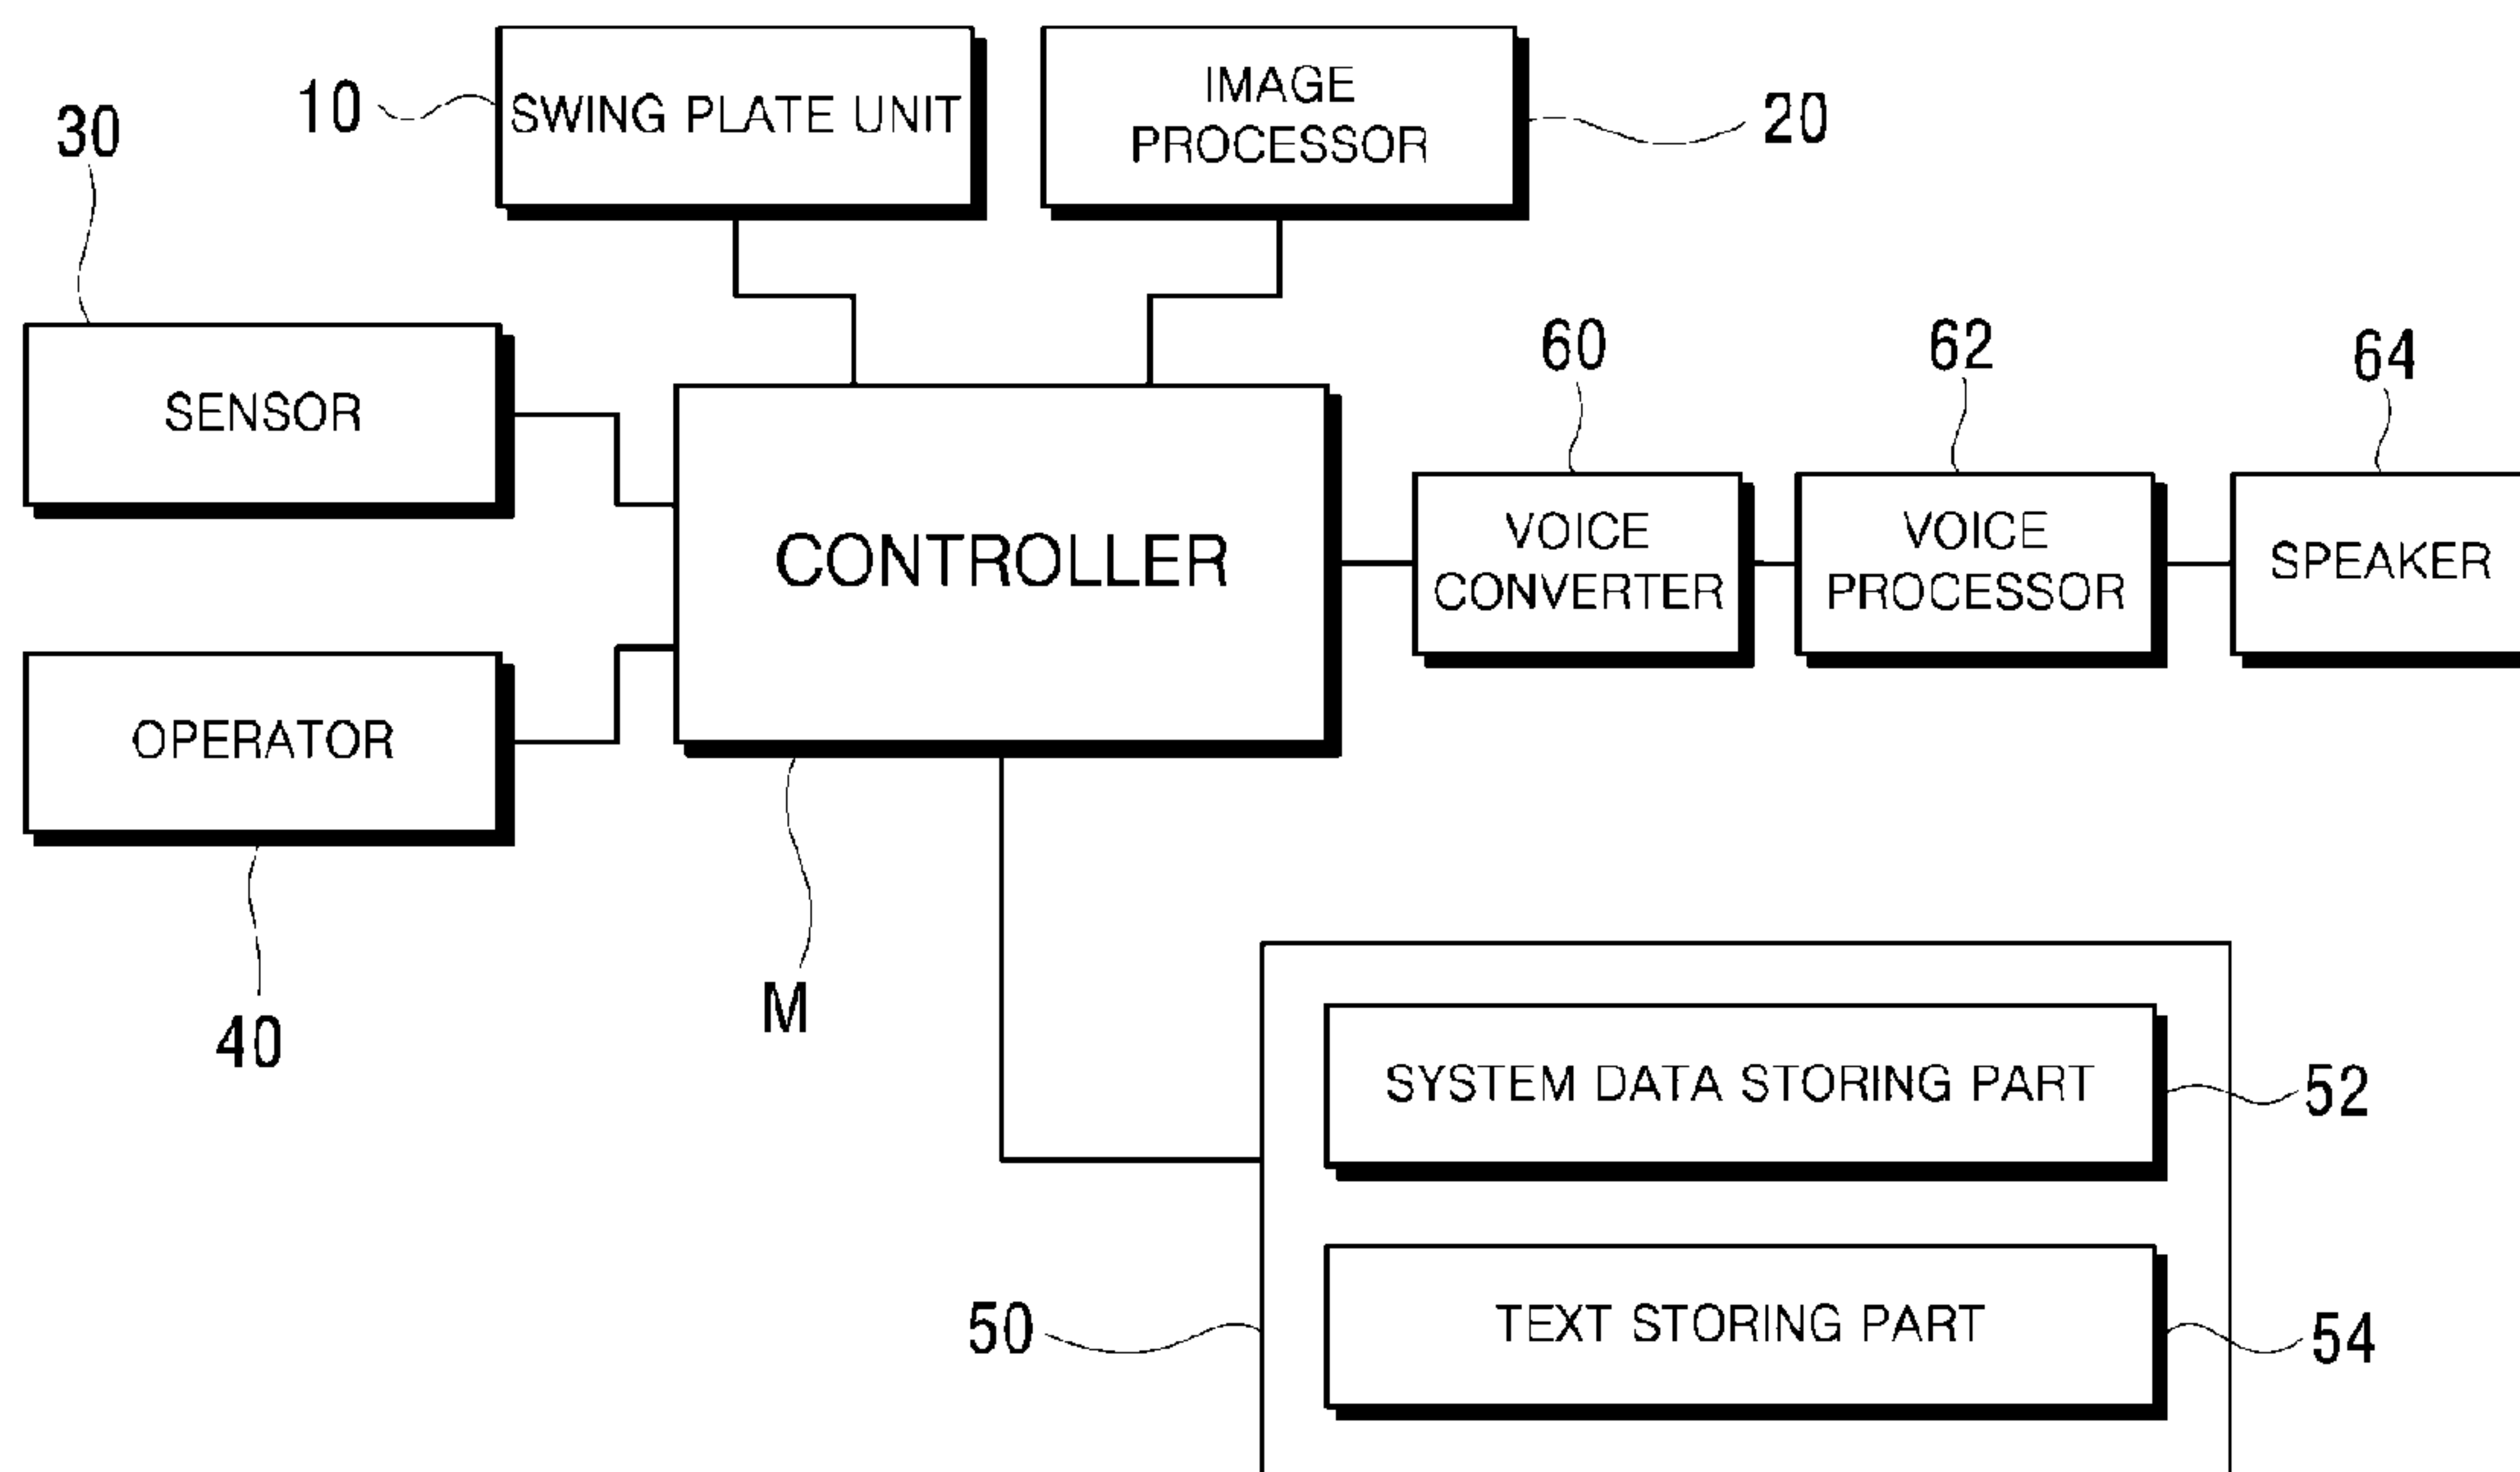 10
SWING PLATE UNIT
IMAGE
PROCESSOR
20
30
SENSOR
CONTROLLER
60
62
64
VOICE
CONVERTER
VOICE
PROCESSOR
SPEAKER
OPERATOR
40
M
SYSTEM DATA STORING PART
52
50
TEXT STORING PART
54